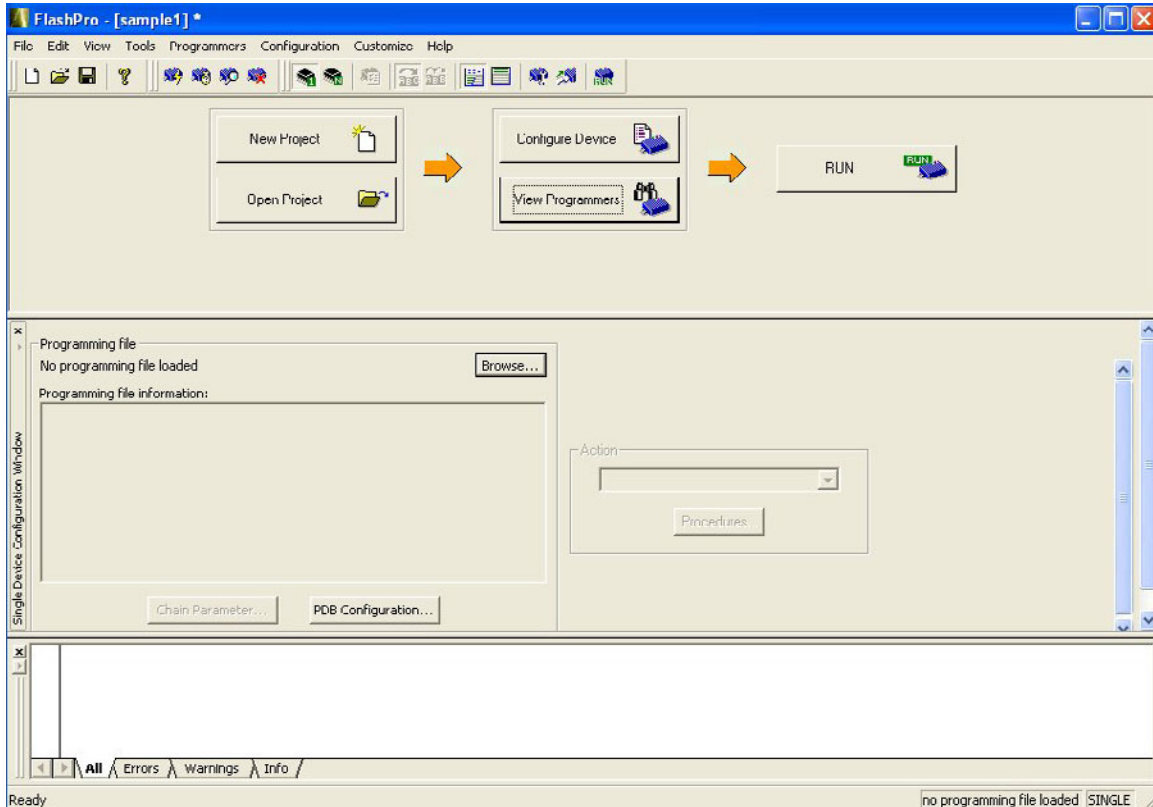 FlashPro - [sample1] *
File Edit View Tools Programmers Configuration Customize Help
New Project
Configure Device
RUN
RUN
Open Project
View Programmers
Programming file
No programming file loaded
Browse...
Programming file information:
Action
Procedures...
Chain Parameter...
PDB Configuration...
Single Device Configuration Window
All
Errors
Warnings
Info
Ready
no programming file loaded
SINGLE